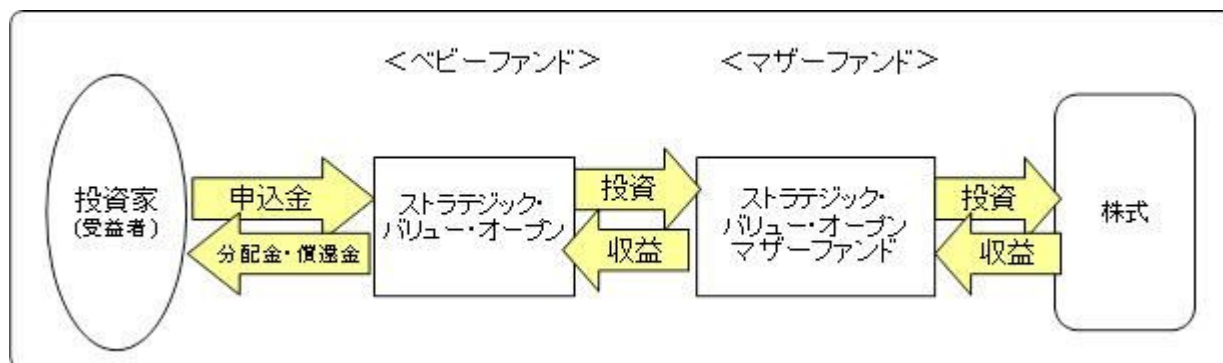 ＜ベビーファンド＞
＜マザーファンド＞
投資家
(受益者)
申込金
分配金・償還金
ストラテジック・
バリュー・オープン
投資
収益
ストラテジック・
バリュー・オープン
マザーファンド
投資
収益
株式